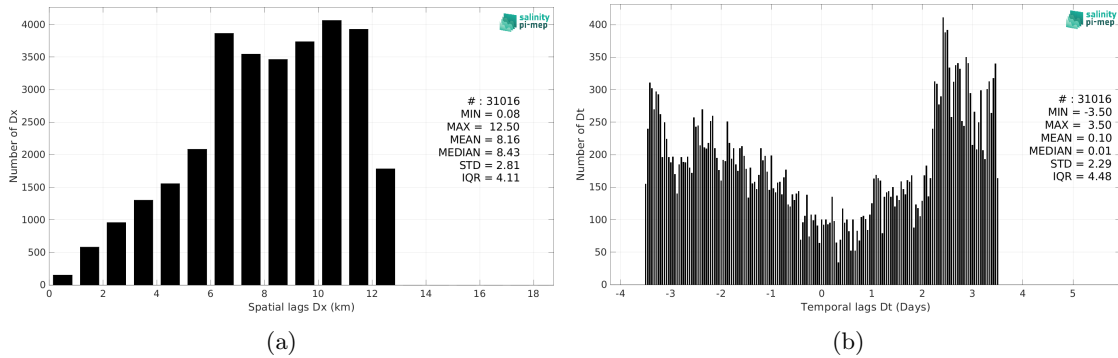 salinity
pi-mep
4000
3500
3000
2500
2000
1500
1000
500
0
Number of Dx
# : 31016
MIN = 0.08
MAX = 12.50
MEAN = 8.16
MEDIAN = 8.43
STD = 2.81
IQR = 4.11
0 2 4 6 8 10 12 14 16 18
Spatial lags Dx (km)
(a)
salinity
pi-mep
400
350
300
250
200
150
100
50
0
Number of Dt
# : 31016
MIN = -3.50
MAX = 3.50
MEAN = 0.10
MEDIAN = 0.01
STD = 2.29
IQR = 4.48
-4 -3 -2 -1 0 1 2 3 4 5
Temporal lags Dt (Days)
(b)